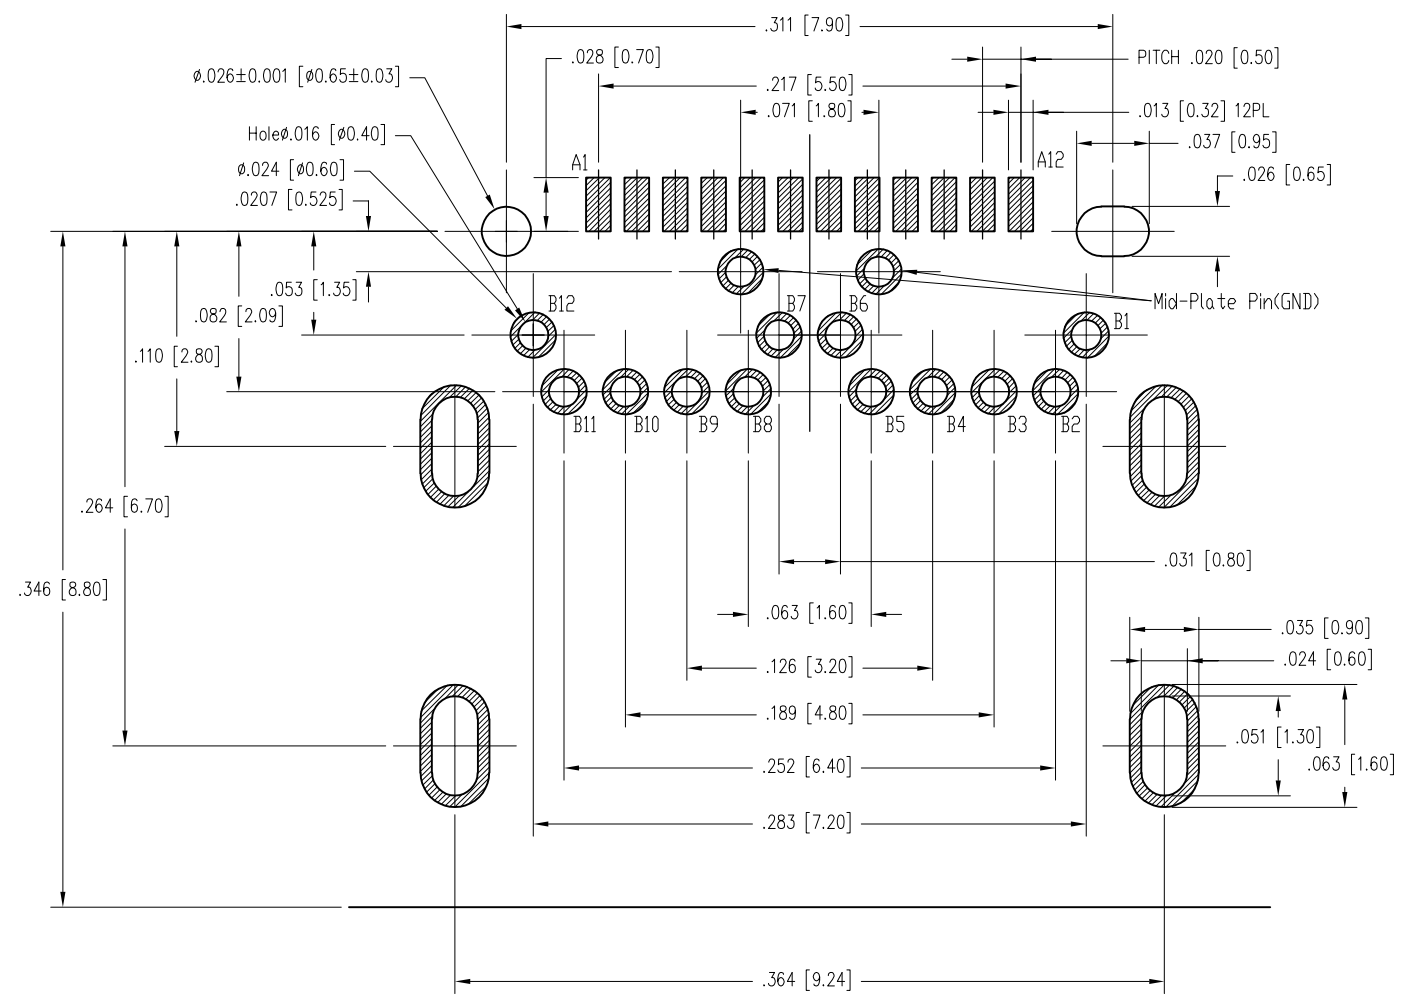 .311 [7.90]
.028 [0.70]
PITCH .020 [0.50]
ø.026±0.001 [ø0.65±0.03]
.217 [5.50]
.071 [1.80]
.013 [0.32] 12PL
Holeø.016 [ø0.40]
.037 [0.95]
A1
A12
ø.024 [ø0.60]
.026 [0.65]
.0207 [0.525]
.053 [1.35]
Mid-Plate Pin(GND)
B12
B7
B6
B1
.082 [2.09]
.110 [2.80]
B11
B10
B9
B8
B5
B4
B3
B2
.264 [6.70]
.031 [0.80]
.346 [8.80]
.063 [1.60]
.035 [0.90]
.126 [3.20]
.024 [0.60]
.189 [4.80]
.051 [1.30]
.252 [6.40]
.063 [1.60]
.283 [7.20]
.364 [9.24]